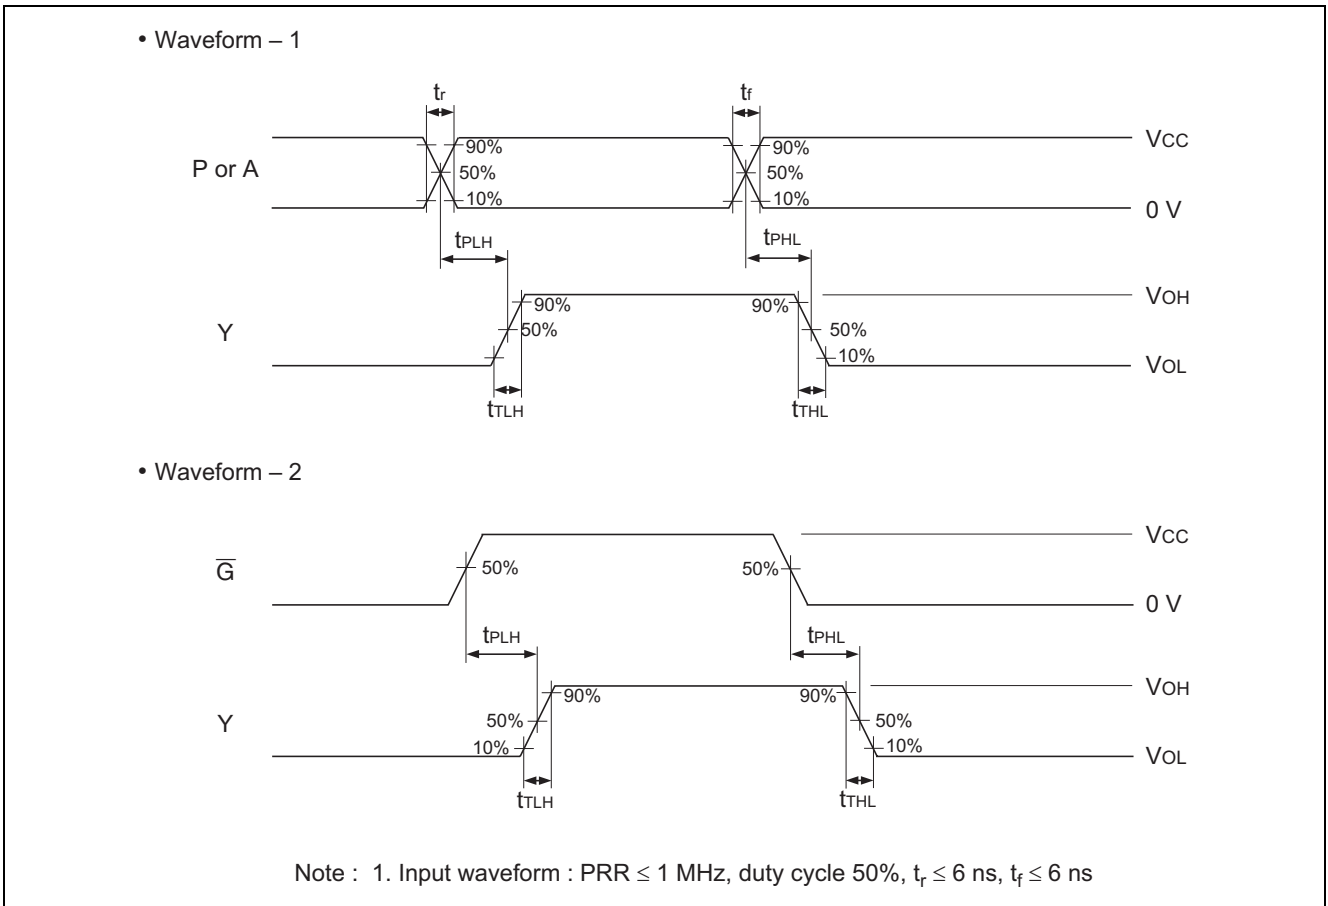 • Waveform – 1
tr
tf
P or A
90%
50%
10%
90%
50%
10%
VCC
0 V
tPLH
tPHL
Y
90%
50%
90%
50%
10%
VOH
VOL
tTLH
tTHL
• Waveform – 2
G
50%
50%
VCC
0 V
tPLH
tPHL
Y
90%
50%
10%
90%
50%
10%
VOH
VOL
tTLH
tTHL
Note : 1. Input waveform : PRR ≤ 1 MHz, duty cycle 50%, tr ≤ 6 ns, tf ≤ 6 ns